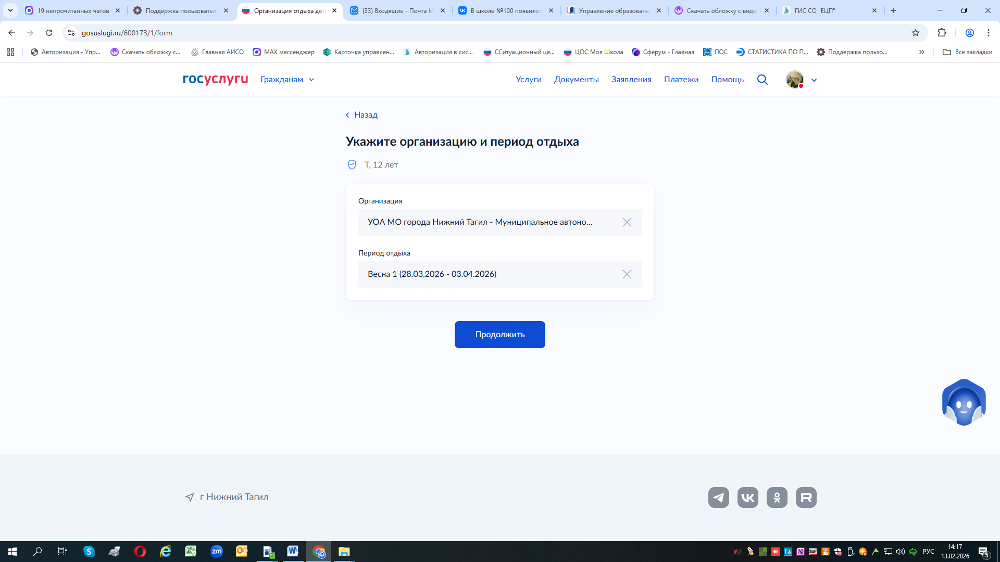 19 непрочитанных чатов
Поддержка пользовател
Организация отдыха дет
(33) Входящие - Почта М
В школе №100 появилос
Управление образовани
Скачать обложку с виде
ГИС СО "ЕЦП"
gosuslugi.ru/600173/1/form
Авторизация - Упр...
Скачать обложку с...
Главная АИСО
MAX мессенджер
Карточка управлен...
Авторизация в сис...
ССитуационный це...
ЦОС Моя Школа
Сферум - Главная
ПОС
СТАТИСТИКА ПО П...
Поддержка пользо...
Все закладки
госуслуги
Гражданам
Услуги
Документы
Заявления
Платежи
Помощь
Назад
Укажите организацию и период отдыха
Т, 12 лет
Организация
УОА МО города Нижний Тагил - Муниципальное автоно...
Период отдыха
Весна 1 (28.03.2026 - 03.04.2026)
Продолжить
г Нижний Тагил
РУС
14:17
13.02.2026
5